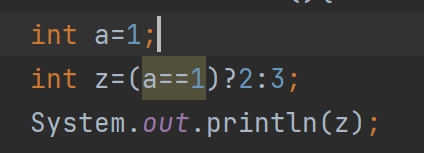 int a=1;
int z=(a==1)?2:3;
System.out.println(z);